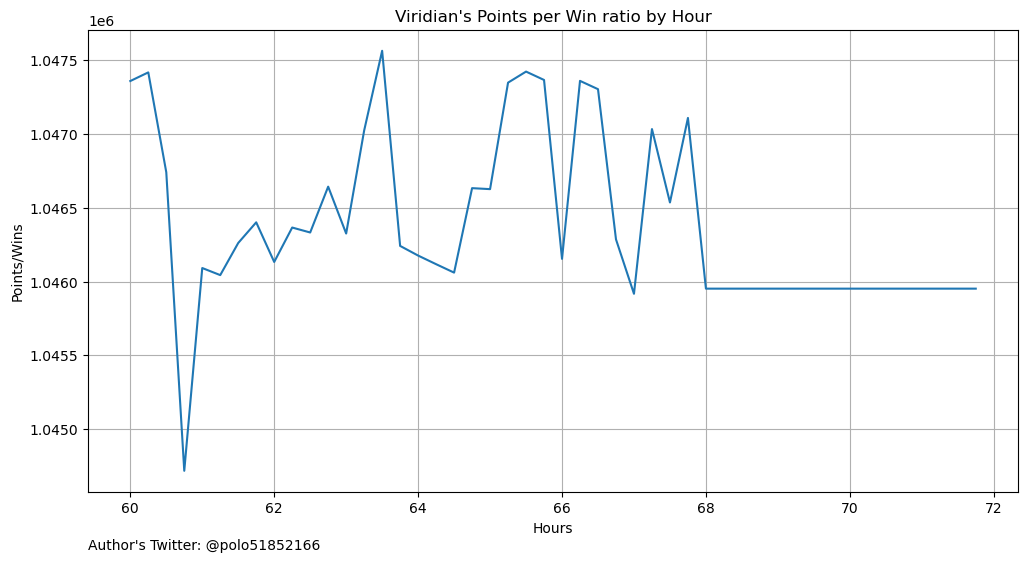 Viridian's Points per Win ratio by Hour
1e6
1.0475
1.0470
1.0465
1.0460
1.0455
1.0450
Points/Wins
60 62 64 66 68 70 72
Hours
Author's Twitter: @polo51852166